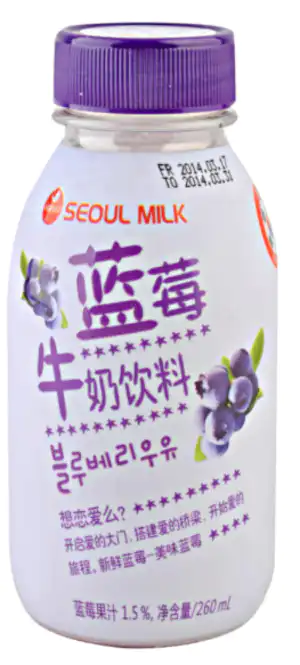 FR 2014.03.17
TO 2014.03.31
SEOUL MILK
蓝莓
牛奶饮料
블루베리우유
想恋爱么?
开启爱的大门,搭建爱的桥梁,开始爱的
旅程。新鲜蓝莓-美味蓝莓
蓝莓果汁 1.5%,净含量/260mL